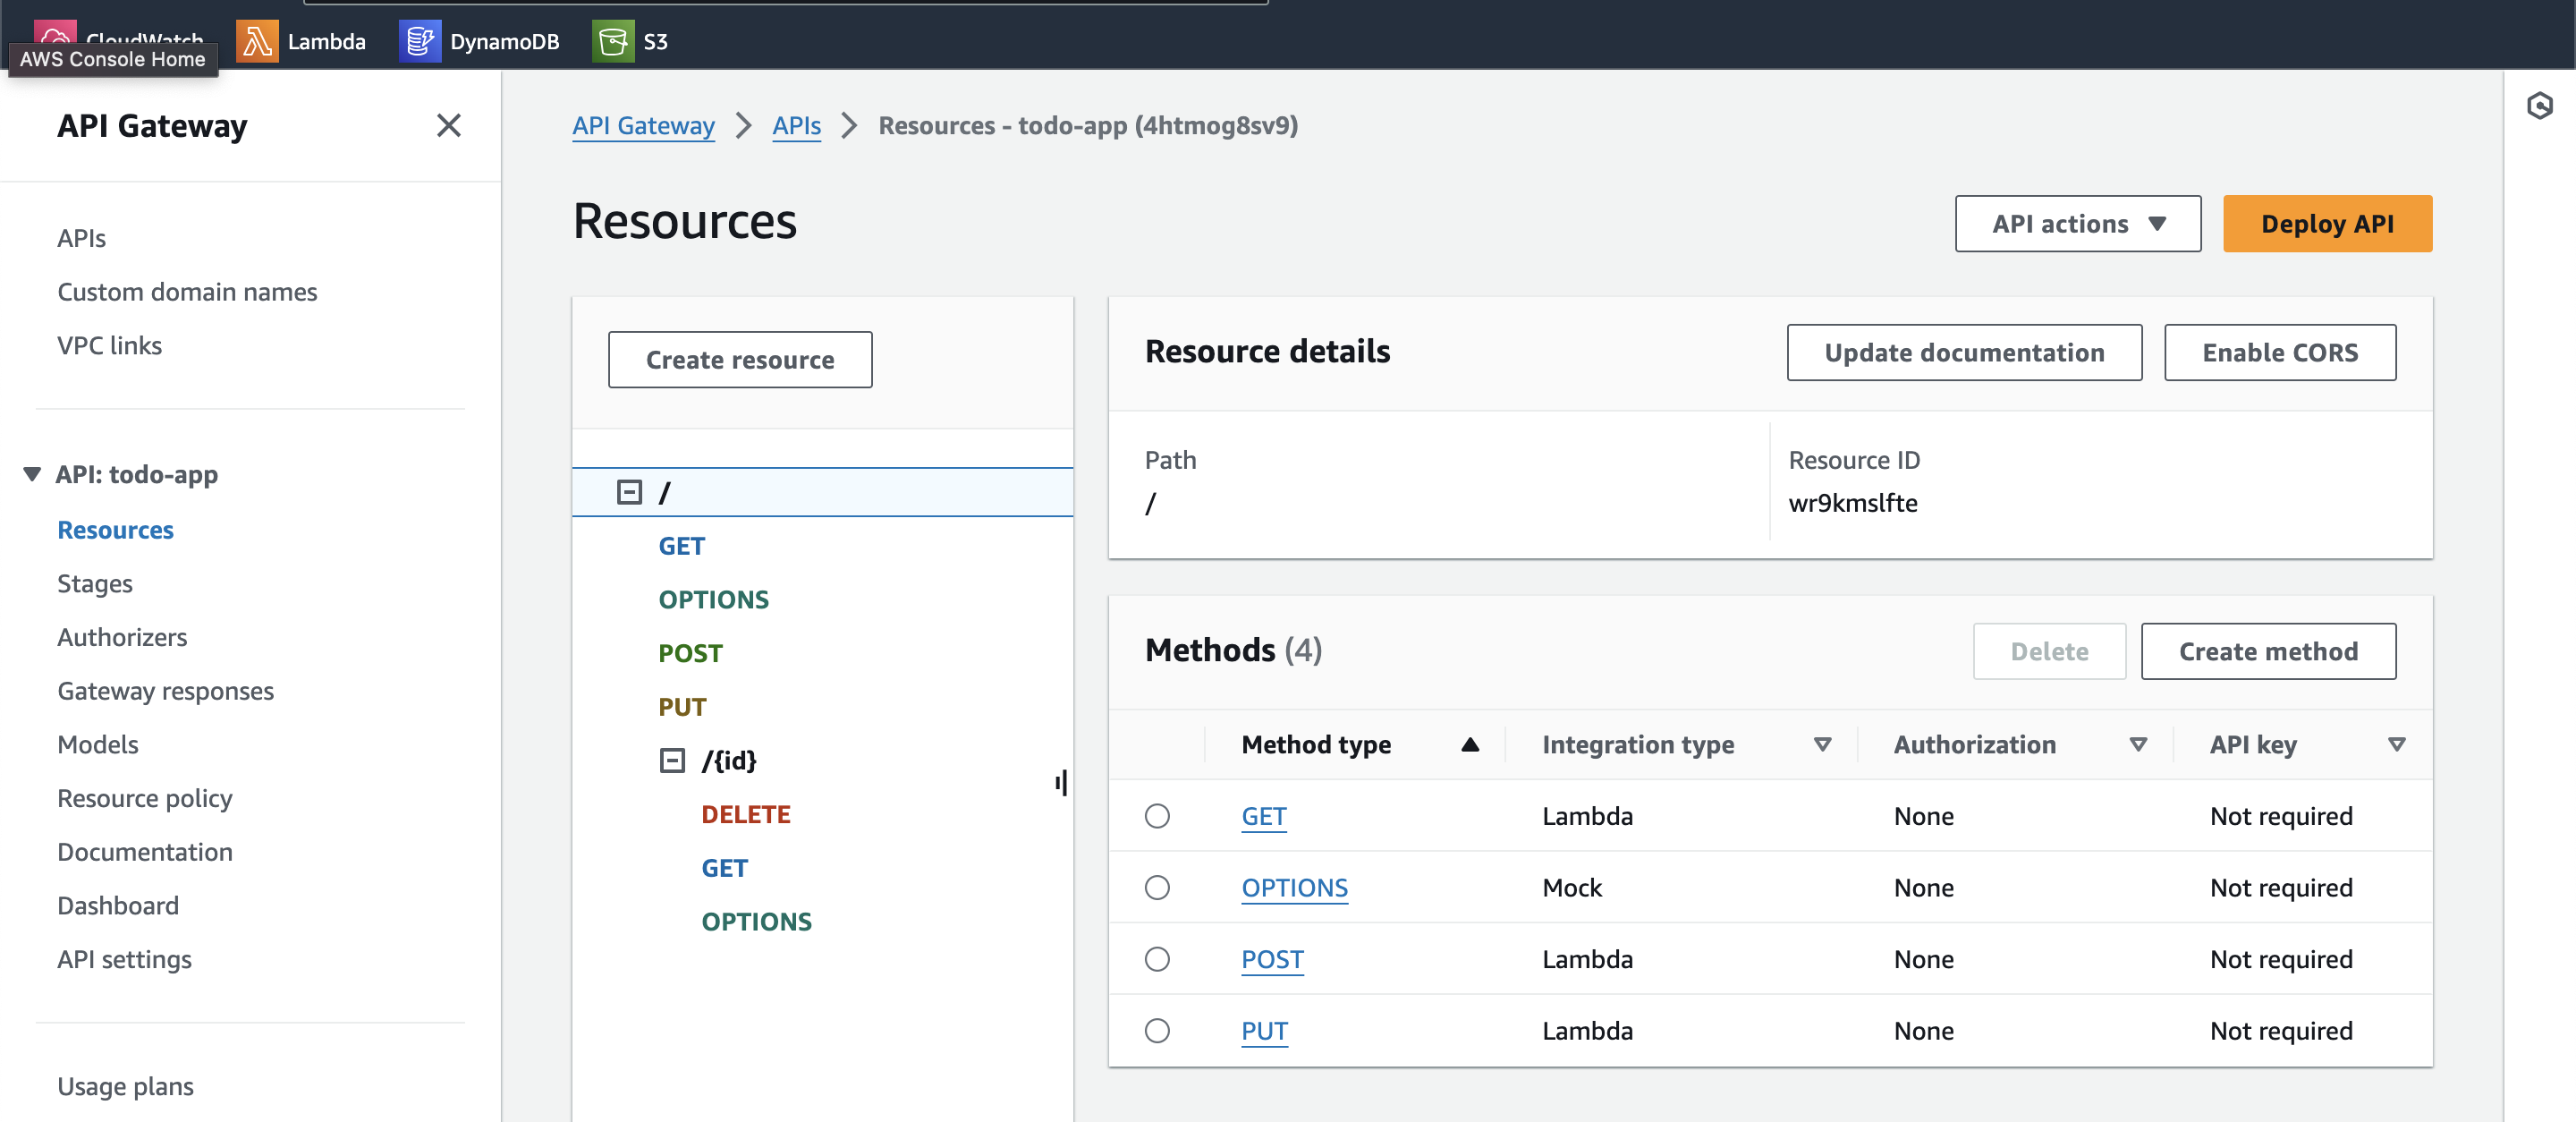 CloudWatch
Lambda
DynamoDB
S3
AWS Console Home
API Gateway
APIs
Custom domain names
VPC links
API: todo-app
Resources
Stages
Authorizers
Gateway responses
Models
Resource policy
Documentation
Dashboard
API settings
Usage plans
API Gateway
APIs
Resources - todo-app (4htmog8sv9)
Resources
API actions
Deploy API
Create resource
/
GET
OPTIONS
POST
PUT
/{id}
DELETE
GET
OPTIONS
Resource details
Update documentation
Enable CORS
Path
/
Resource ID
wr9kmslfte
Methods (4)
Delete
Create method
Method type Integration type Authorization API key
GET Lambda None Not required
OPTIONS Mock None Not required
POST Lambda None Not required
PUT Lambda None Not required